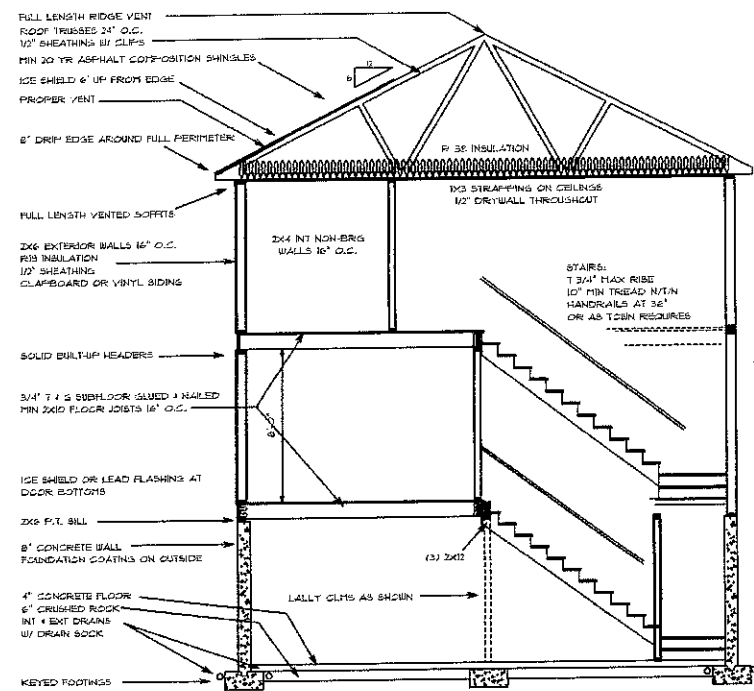 FULL LENGTH RIDGE VENT
ROOF TRUSSES 24" O.C.
1/2" SHEATHING W/ CLIPS
MIN 20 YR ASPHALT COMPOSITION SHINGLES
ICE SHIELD 6' UP FROM EDGE
PROPER VENT
8" DRIP EDGE AROUND FULL PERIMETER
12
6
R 38 INSULATION
1X3 STRAPPING ON CEILINGS
1/2" DRYWALL THROUGHOUT
FULL LENGTH VENTED SOFFITS
2X6 EXTERIOR WALLS 16" O.C.
R19 INSULATION
1/2" SHEATHING
CLAPBOARD OR VINYL SIDING
2X4 INT NON-BRG
WALLS 16" O.C.
STAIRS:
7 3/4" MAX RISE
10" MIN TREAD N/T/N
HANDRAILS AT 36"
OR AS TOWN REQUIRES
SOLID BUILT-UP HEADERS
3/4" T & G SUBFLOOR GLUED & NAILED
MIN 2X10 FLOOR JOISTS 16" O.C.
8'-0"
ICE SHIELD OR LEAD FLASHING AT
DOOR BOTTOMS
2X6 P.T. SILL
8" CONCRETE WALL
FOUNDATION COATING ON OUTSIDE
(3) 2X12
LALLY CLMS AS SHOWN
4" CONCRETE FLOOR
6" CRUSHED ROCK
INT & EXT DRAINS
W/ DRAIN SOCK
KEYED FOOTINGS